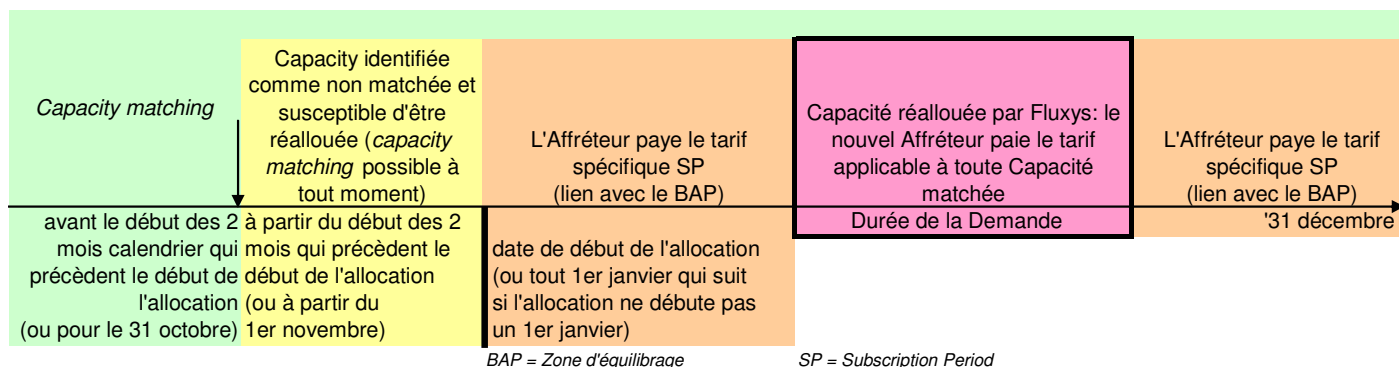 Capacity matching
Capacity identifiée
comme non matchée et
susceptible d'être
réallouée (capacity
matching possible à
tout moment)
L'Affréteur paye le tarif
spécifique SP
(lien avec le BAP)
Capacité réallouée par Fluxys: le
nouvel Affréteur paie le tarif
applicable à toute Capacité
matchée
Durée de la Demande
L'Affréteur paye le tarif
spécifique SP
(lien avec le BAP)
'31 décembre
avant le début des 2
mois calendrier qui
précèdent le début de
l'allocation
(ou pour le 31 octobre)
à partir du début des 2
mois qui précèdent le
début de l'allocation
(ou à partir du
1er novembre)
date de début de l'allocation
(ou tout 1er janvier qui suit
si l'allocation ne débute pas
un 1er janvier)
BAP = Zone d'équilibrage
SP = Subscription Period